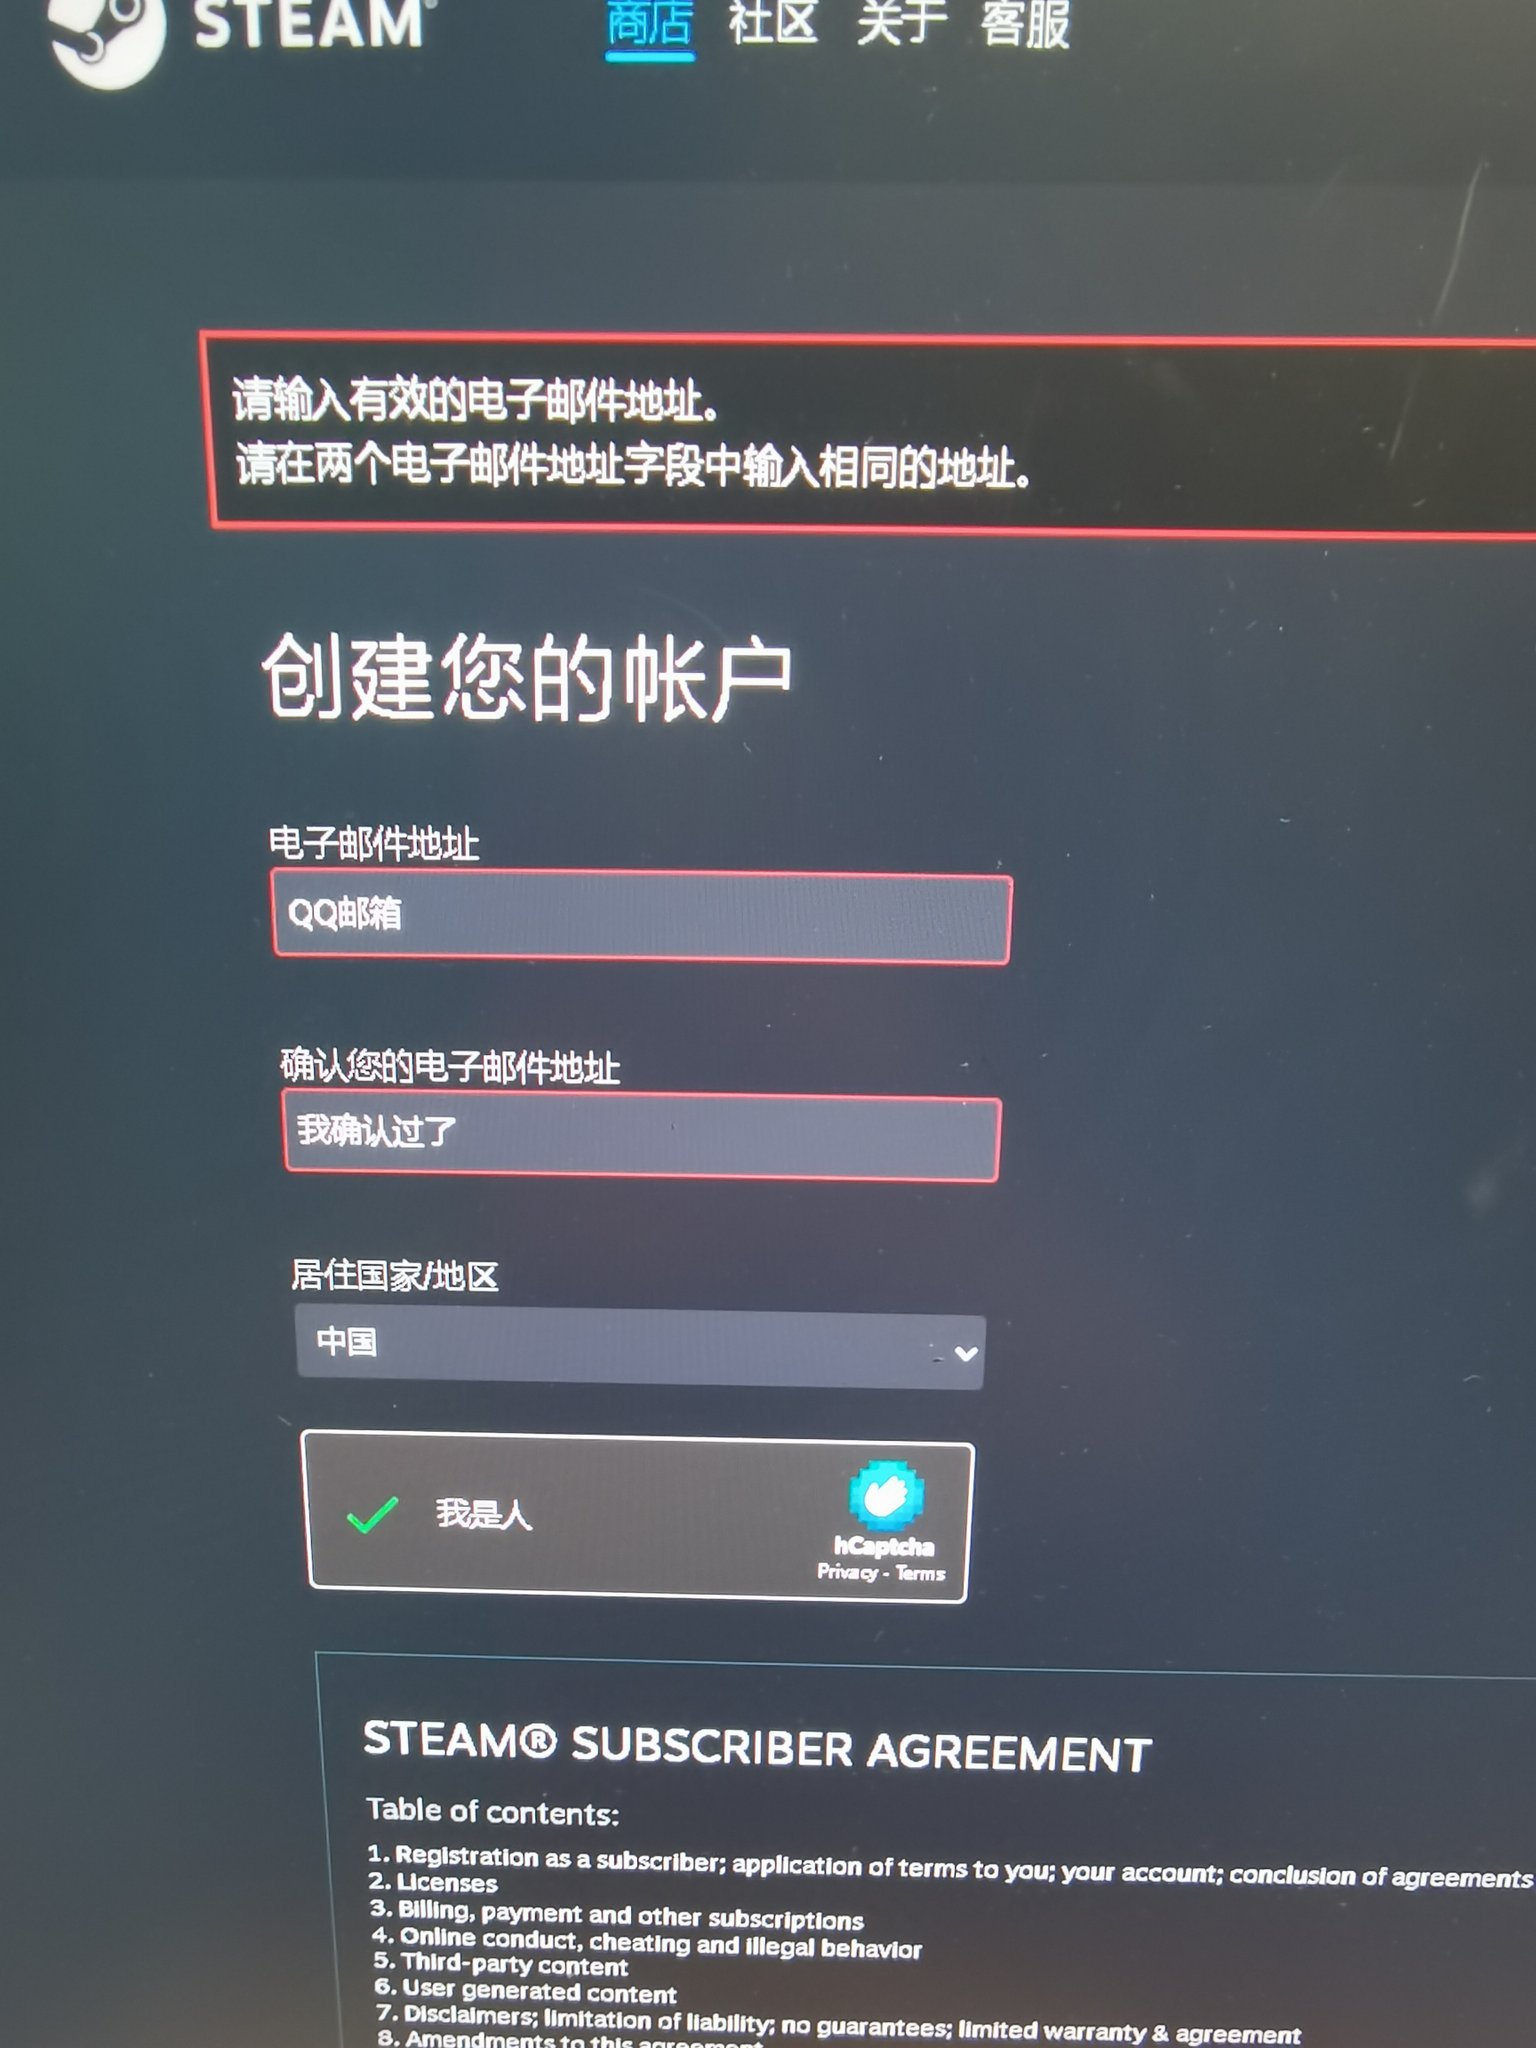 STEAM®
商店 社区 关于 客服
请输入有效的电子邮件地址。
请在两个电子邮件地址字段中输入相同的地址。
创建您的帐户
电子邮件地址
QQ邮箱
确认您的电子邮件地址
我确认过了
居住国家/地区
中国
我是人
hCaptcha
Privacy - Terms
STEAM® SUBSCRIBER AGREEMENT
Table of contents:
1. Registration as a subscriber; application of terms to you; your account; conclusion of agreements
2. Licenses
3. Billing, payment and other subscriptions
4. Online conduct, cheating and illegal behavior
5. Third-party content
6. User generated content
7. Disclaimers; limitation of liability; no guarantees; limited warranty & agreement
8. Amendments to this agreement